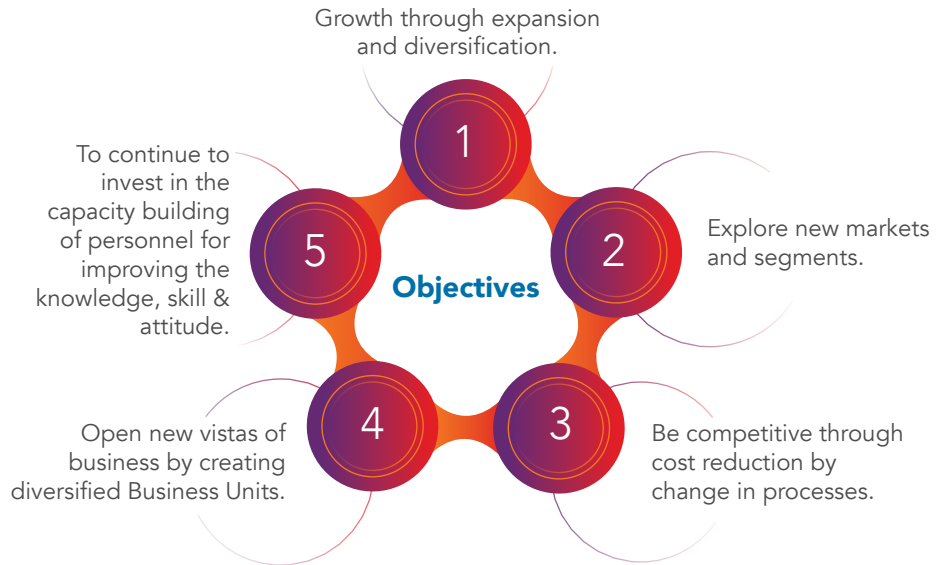 Growth through expansion
and diversification.
1
To continue to
invest in the
capacity building
of personnel for
improving the
knowledge, skill &
attitude.
5
2
Explore new markets
and segments.
Objectives
4
3
Open new vistas of
business by creating
diversified Business Units.
Be competitive through
cost reduction by
change in processes.